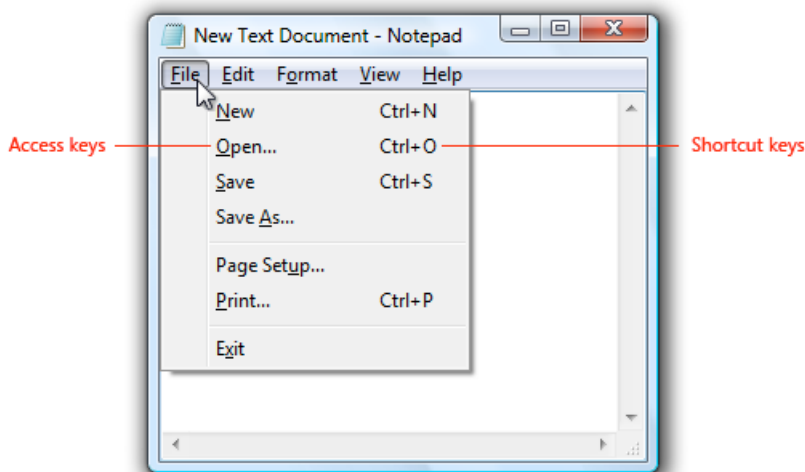 New Text Document - Notepad
File Edit Format View Help
New Ctrl+N
Access keys Open... Ctrl+O Shortcut keys
Save Ctrl+S
Save As...
Page Setup...
Print... Ctrl+P
Exit